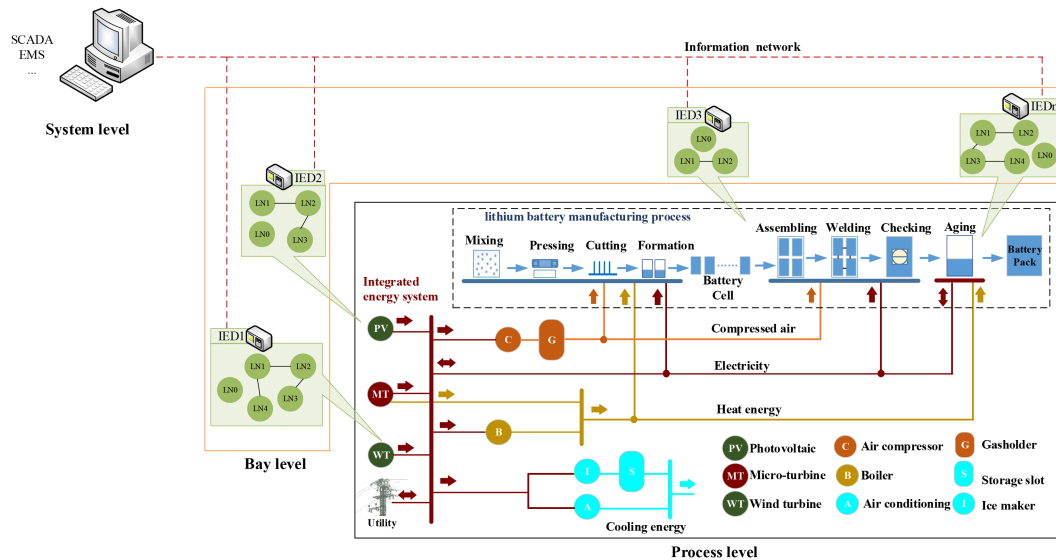 SCADA
EMS
...
System level
Information network
IED3
LN0
LN1
LN2
IEDn
LN1
LN2
LN3
LN4
LN0
IED2
LN1
LN2
LN0
LN3
IED1
LN1
LN2
LN0
LN3
LN4
Bay level
lithium battery manufacturing process
Mixing
Pressing
Cutting
Formation
Battery
Cell
Assembling
Welding
Checking
Aging
Battery
Pack
Integrated
energy system
PV
MT
WT
Utility
C
G
B
I
S
A
Compressed air
Electricity
Heat energy
Cooling energy
PV Photovoltaic
C Air compressor
G Gasholder
MT Micro-turbine
B Boiler
S Storage slot
WT Wind turbine
A Air conditioning
I Ice maker
Process level